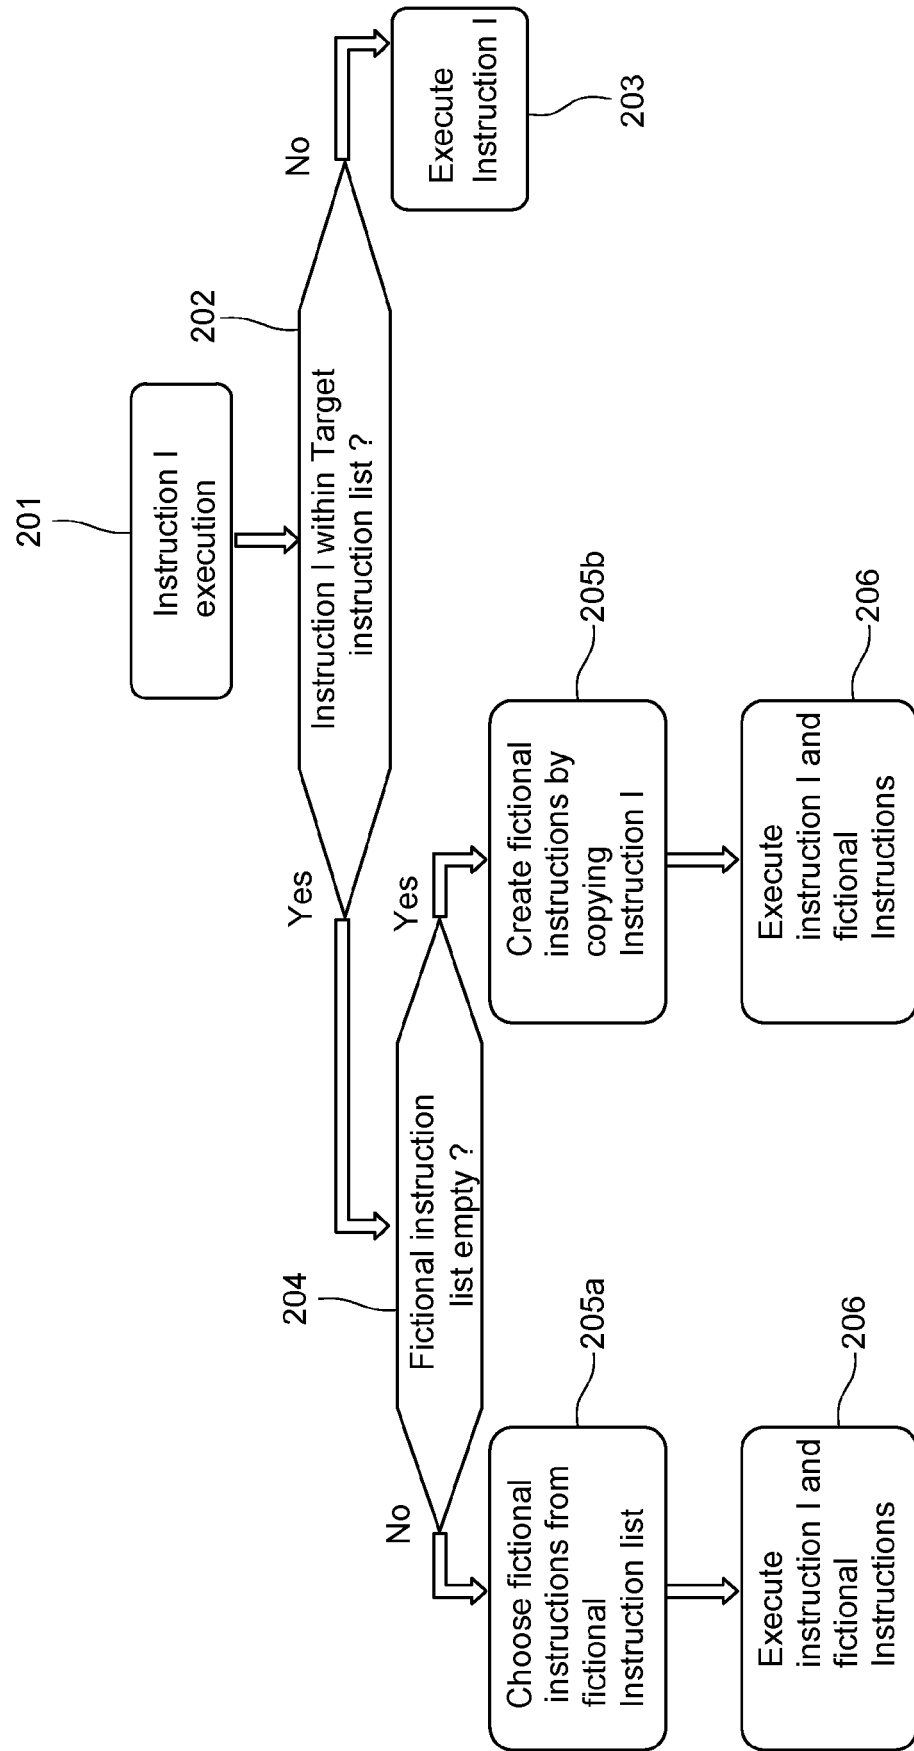 201
Instruction I
execution
202
Instruction I within Target
instruction list ?
Yes
No
Execute
Instruction I
203
204
Fictional instruction
list empty ?
No
Yes
Choose fictional
instructions from
fictional
Instruction list
205a
Create fictional
instructions by
copying
Instruction I
205b
Execute
instruction I and
fictional
Instructions
206
Execute
instruction I and
fictional
Instructions
206